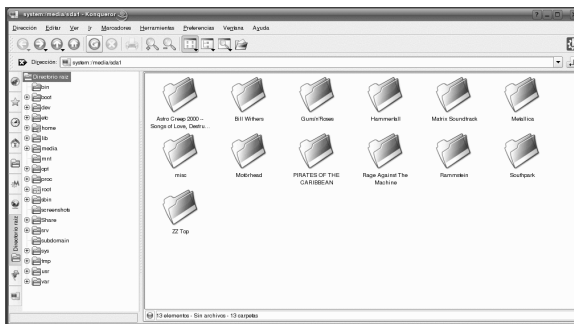 system:/media/sda1 - Konqueror
Dirección Editar Ver Ir Marcadores Herramientas Preferencias Ventana Ayuda
Dirección: system:/media/sda1
Directorio raiz
Directorio raiz
bin
boot
dev
etc
home
lib
media
mnt
opt
proc
root
sbin
screenshots
Share
srv
subdomain
sys
tmp
usr
var
Astro Creep 2000 –
Songs of Love, Destru...
Bill Withers
Guns'n'Roses
Hammerfall
Matrix Soundtrack
Metallica
misc
Motörhead
PIRATES OF THE
CARIBBEAN
Rage Against The
Machine
Rammstein
Southpark
ZZ Top
13 elementos - Sin archivos - 13 carpetas